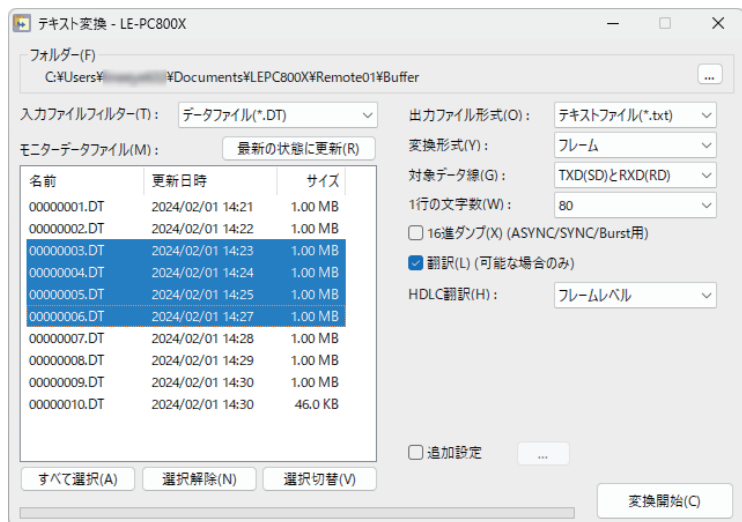 テキスト変換 - LE-PC800X
フォルダー(F)
C:¥Users¥ ¥Documents¥LEPC800X¥Remote01¥Buffer
...
入力ファイルフィルター(T): データファイル(*.DT)
モニターデータファイル(M): 最新の状態に更新(R)
名前 更新日時 サイズ
00000001.DT 2024/02/01 14:21 1.00 MB
00000002.DT 2024/02/01 14:22 1.00 MB
00000003.DT 2024/02/01 14:23 1.00 MB
00000004.DT 2024/02/01 14:24 1.00 MB
00000005.DT 2024/02/01 14:25 1.00 MB
00000006.DT 2024/02/01 14:27 1.00 MB
00000007.DT 2024/02/01 14:28 1.00 MB
00000008.DT 2024/02/01 14:29 1.00 MB
00000009.DT 2024/02/01 14:30 1.00 MB
00000010.DT 2024/02/01 14:30 46.0 KB
すべて選択(A) 選択解除(N) 選択切替(V)
出力ファイル形式(O): テキストファイル(*.txt)
変換形式(Y): フレーム
対象データ線(G): TXD(SD)とRXD(RD)
1行の文字数(W): 80
16進ダンプ(X) (ASYNC/SYNC/Burst用)
翻訳(L) (可能な場合のみ)
HDLC翻訳(H): フレームレベル
追加設定 ...
変換開始(C)